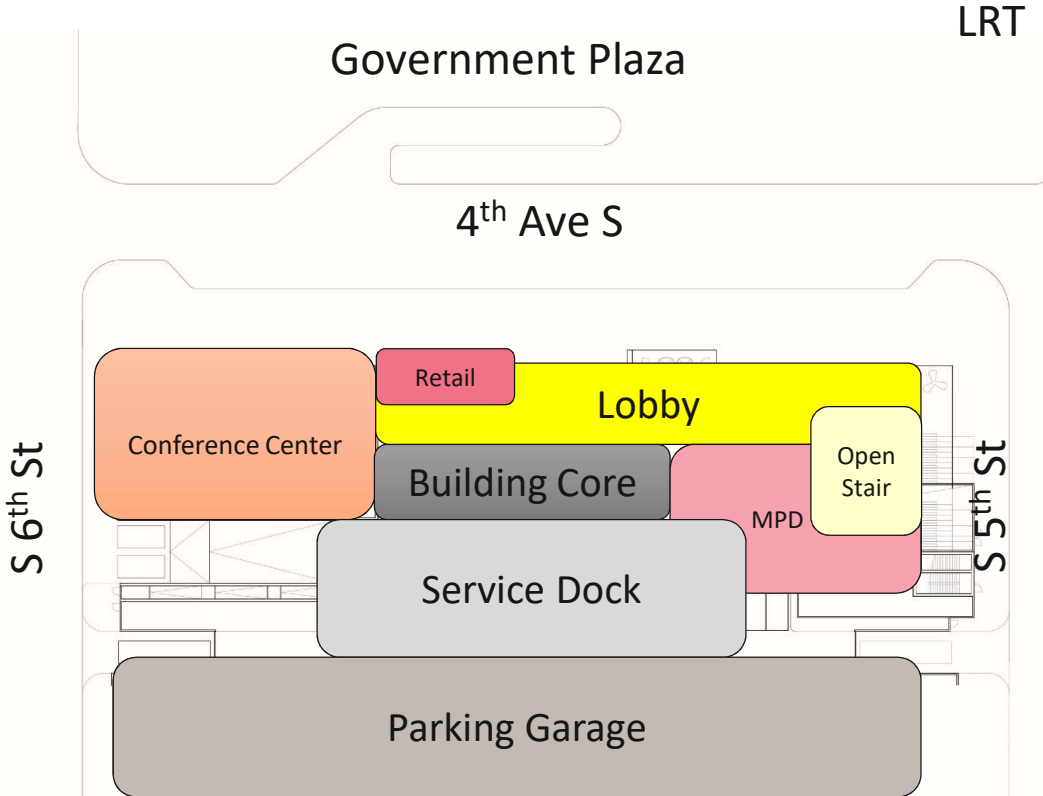 LRT
Government Plaza
4th Ave S
Retail
Lobby
Conference Center
Open
Stair
Building Core
MPD
S 6th St
S 5th St
Service Dock
Parking Garage